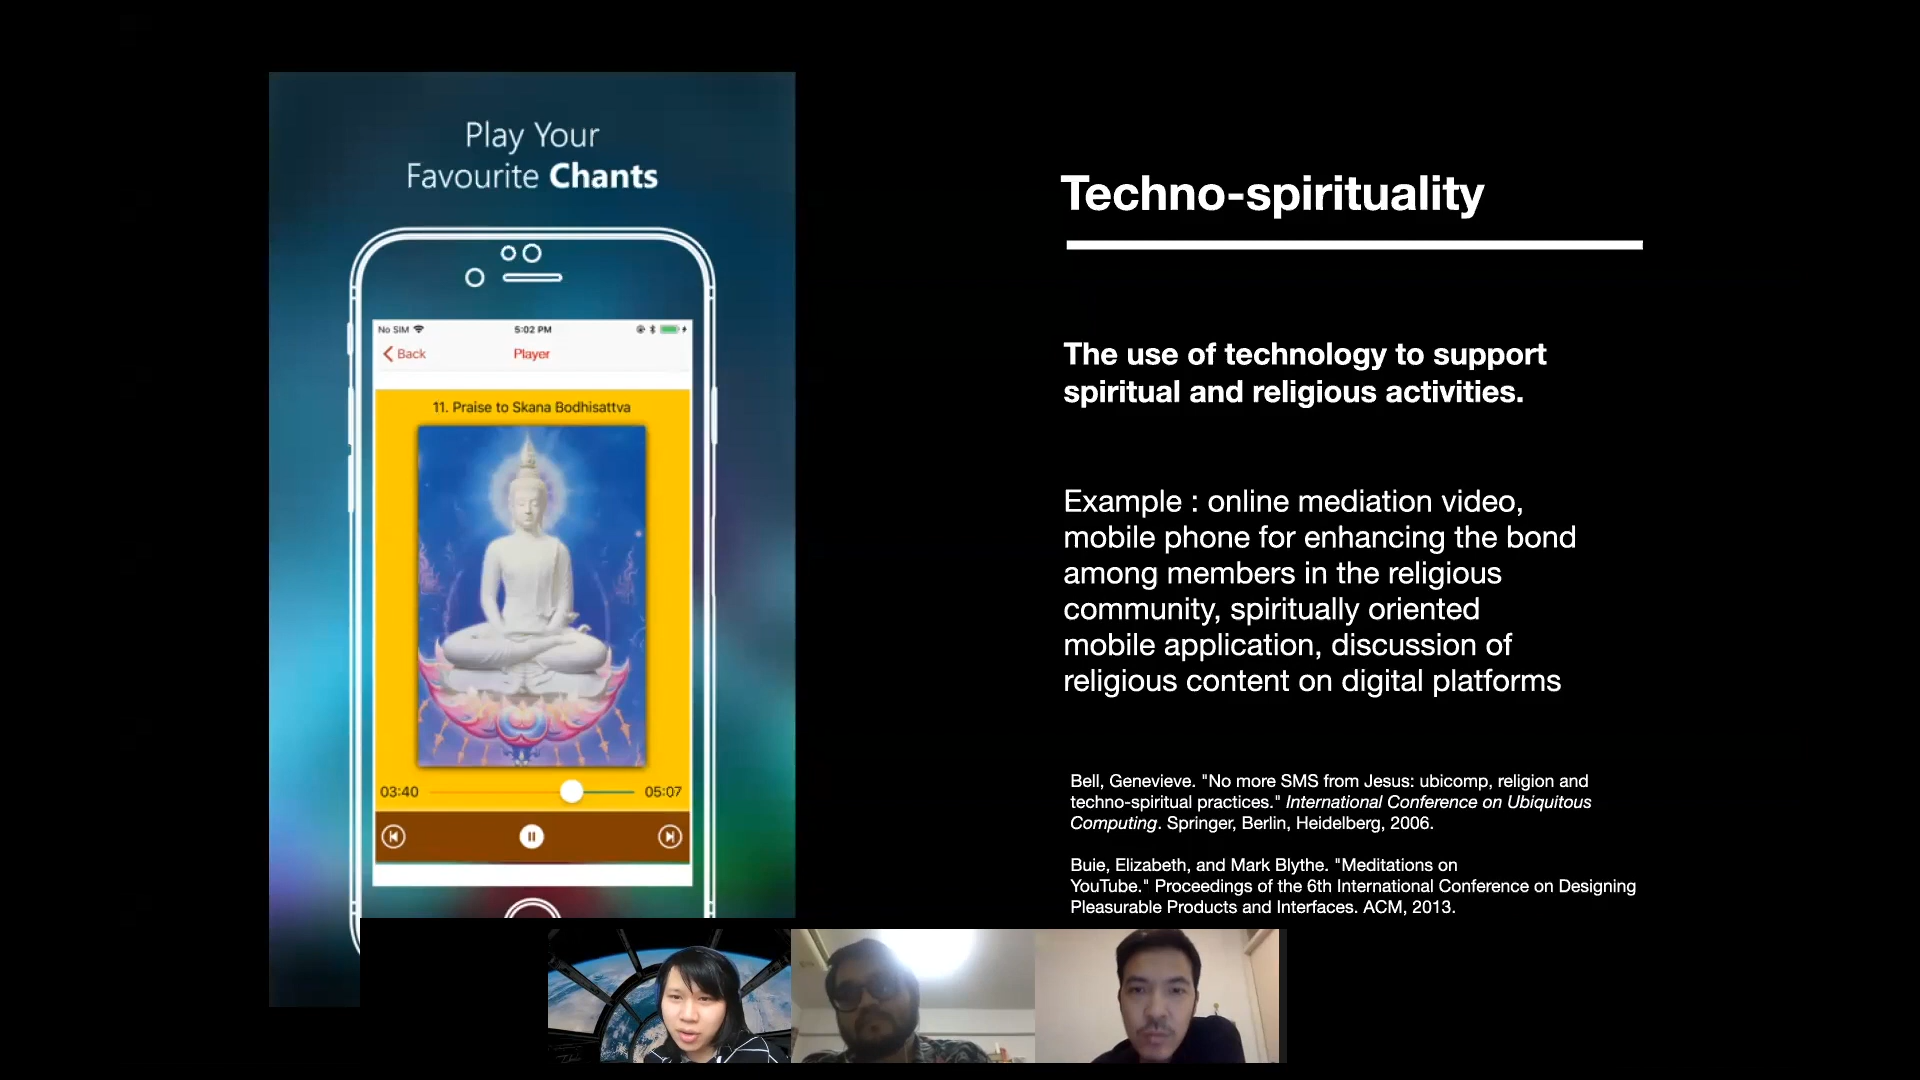 Play Your
Favourite Chants
No SIM
5:02 PM
Back
Player
11. Praise to Skana Bodhisattva
03:40
05:07
Techno-spirituality
The use of technology to support
spiritual and religious activities.
Example : online mediation video,
mobile phone for enhancing the bond
among members in the religious
community, spiritually oriented
mobile application, discussion of
religious content on digital platforms
Bell, Genevieve. "No more SMS from Jesus: ubicomp, religion and
techno-spiritual practices." International Conference on Ubiquitous
Computing. Springer, Berlin, Heidelberg, 2006.
Buie, Elizabeth, and Mark Blythe. "Meditations on
YouTube." Proceedings of the 6th International Conference on Designing
Pleasurable Products and Interfaces. ACM, 2013.